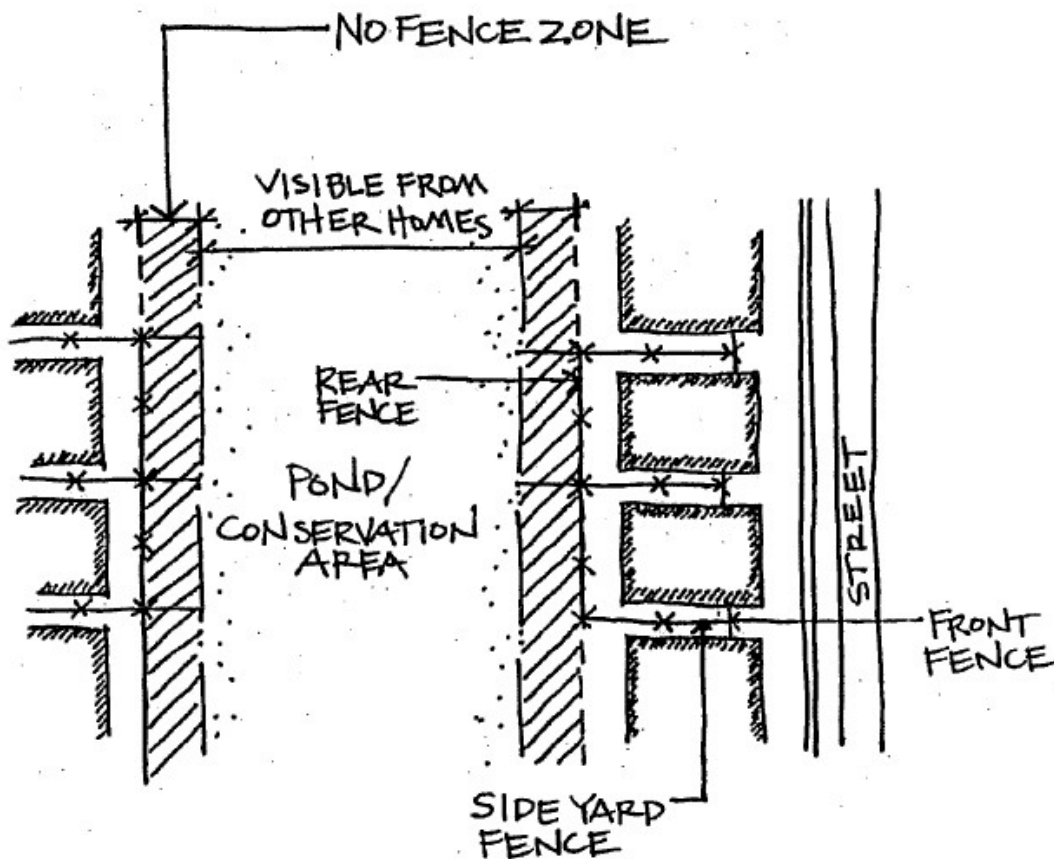 NO FENCE ZONE
VISIBLE FROM
OTHER HOMES
REAR
FENCE
POND/
CONSERVATION
AREA
STREET
FRONT
FENCE
SIDE YARD
FENCE